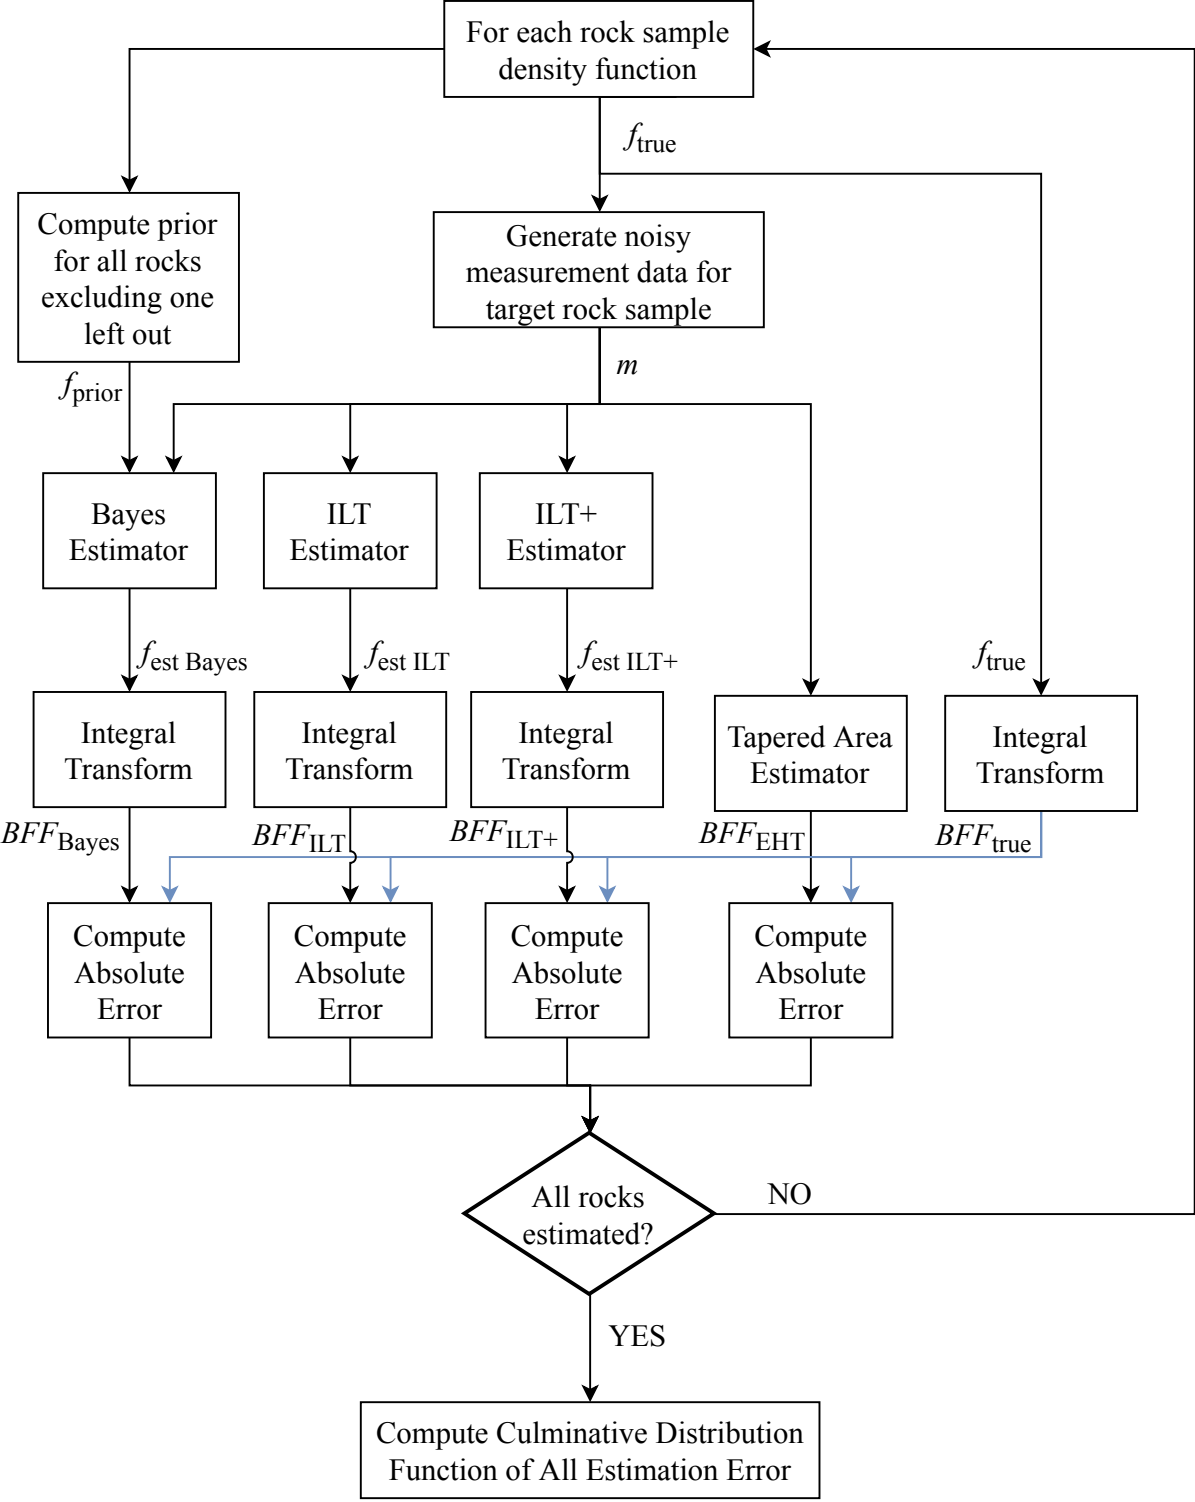 For each rock sample
density function
f_true
Compute prior
for all rocks
excluding one
left out
Generate noisy
measurement data for
target rock sample
f_prior
m
Bayes
Estimator
ILT
Estimator
ILT+
Estimator
f_est Bayes
f_est ILT
f_est ILT+
f_true
Integral
Transform
Integral
Transform
Integral
Transform
Tapered Area
Estimator
Integral
Transform
BFF_Bayes
BFF_ILT
BFF_ILT+
BFF_EHT
BFF_true
Compute
Absolute
Error
Compute
Absolute
Error
Compute
Absolute
Error
Compute
Absolute
Error
All rocks
estimated?
NO
YES
Compute Culminative Distribution
Function of All Estimation Error